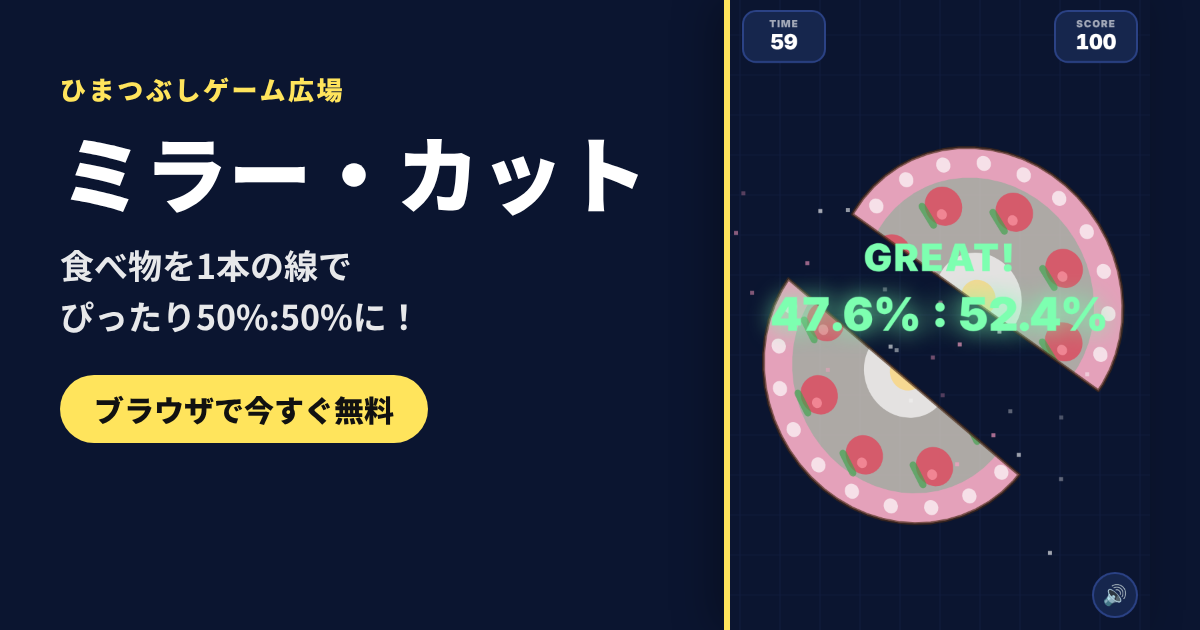 ひまつぶしゲーム広場
ミラー・カット
食べ物を1本の線で
ぴったり50%:50%に！
ブラウザで今すぐ無料
TIME
59
SCORE
100
GREAT!
47.6% : 52.4%